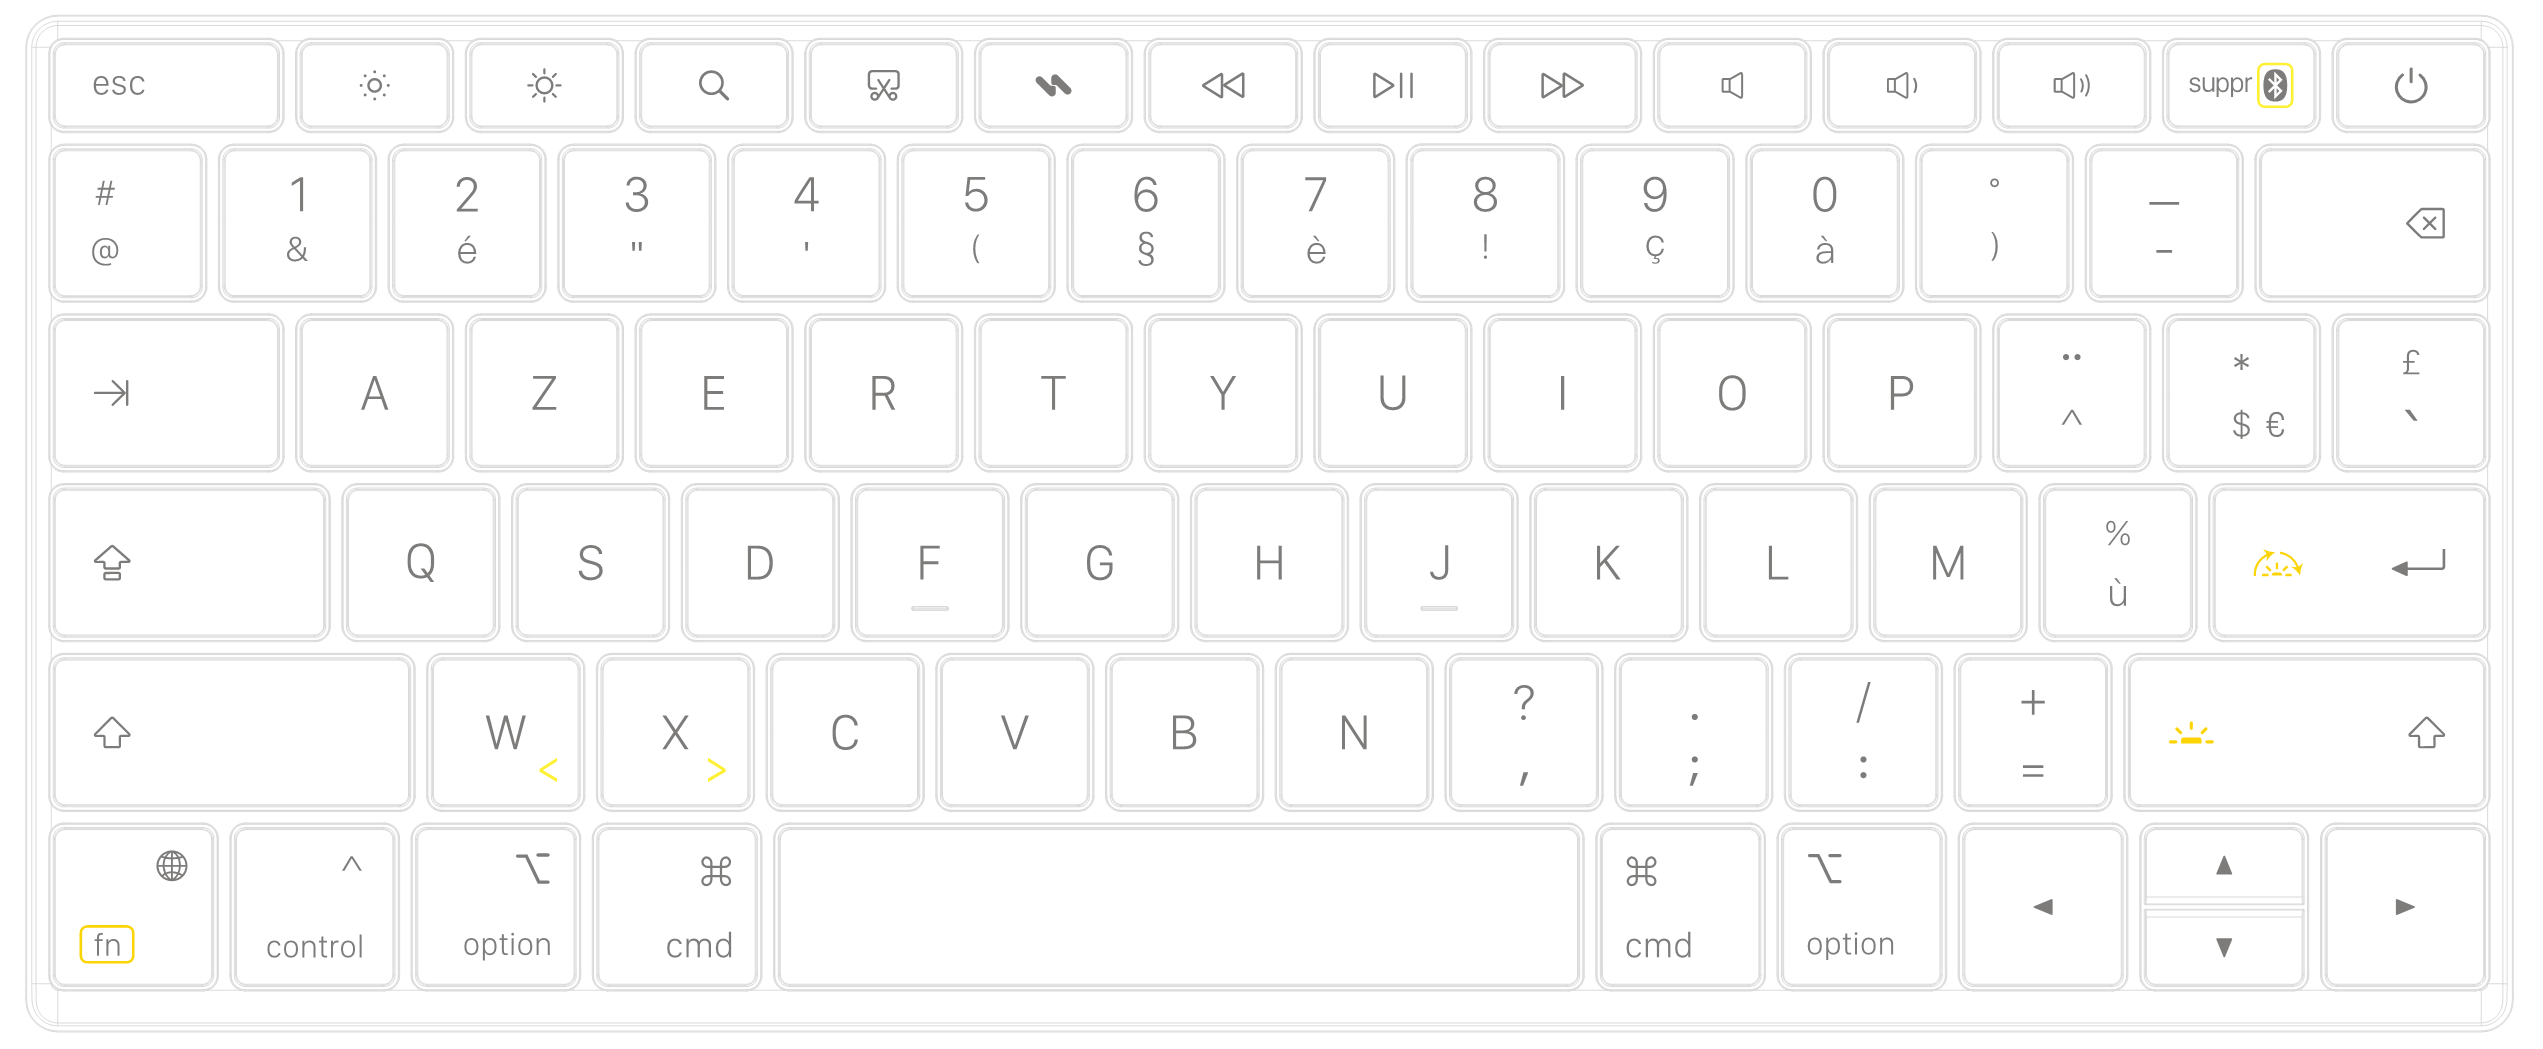 esc suppr
# 1 2 3 4 5 6 7 8 9 0 ° _
@ & é " ' ( § è ! ç à ) -
A Z E R T Y U I O P ¨ * £
^ $ € `
Q S D F G H J K L M % ù
W < X > C V B N ? , . ; / : + =
^ ⌥ ⌘ ⌘ ⌥
fn control option cmd cmd option